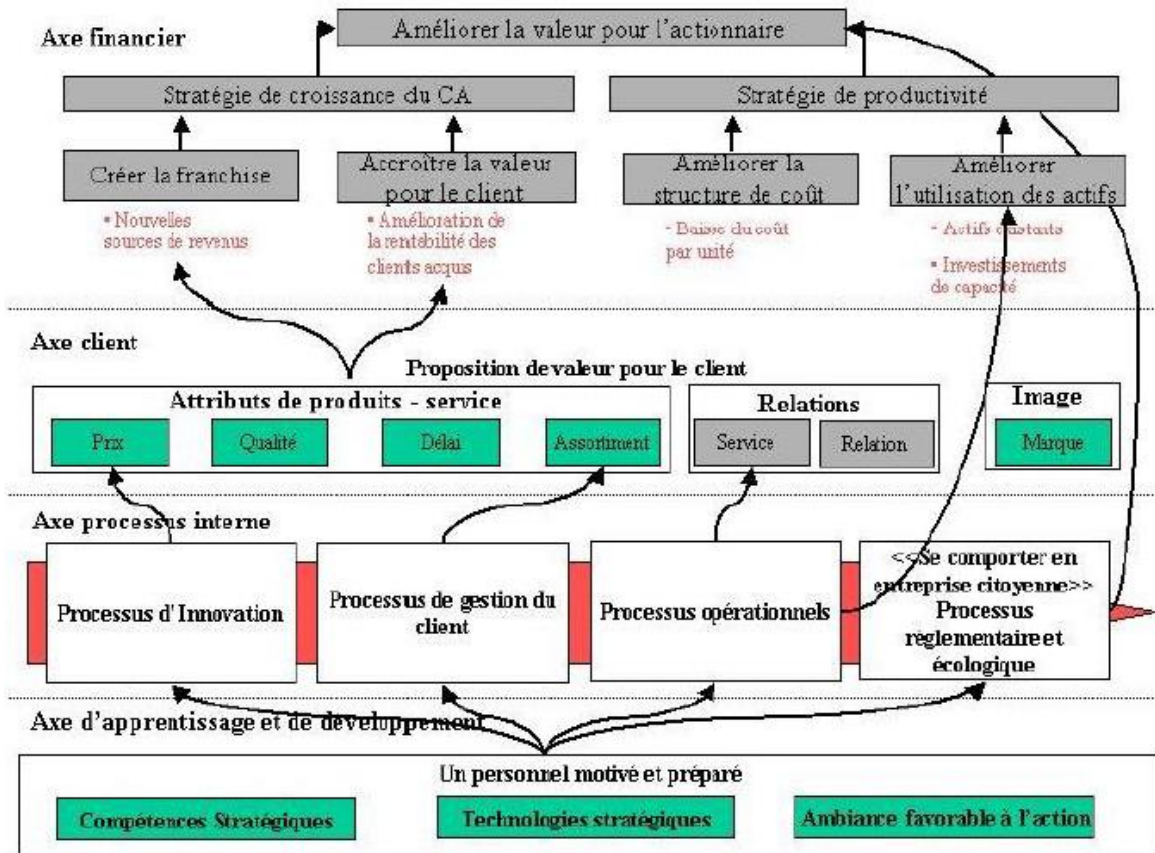 Axe financier
Améliorer la valeur pour l'actionnaire
Stratégie de croissance du CA
Stratégie de productivité
Créer la franchise
Accroître la valeur
pour le client
Améliorer la
structure de coût
Améliorer
l'utilisation des actifs
▪ Nouvelles
sources de revenus
▪ Amélioration de
la rentabilité des
clients acquis
- Baisse du coût
par unité
- Actifs existants
▪ Investissements
de capacité
Axe client
Proposition de valeur pour le client
Attributs de produits - service
Prix
Qualité
Délai
Assortiment
Relations
Service
Relation
Image
Marque
Axe processus interne
Processus d'Innovation
Processus de gestion du
client
Processus opérationnels
<<Se comporter en
entreprise citoyenne>>
Processus
règlementaire et
écologique
Axe d'apprentissage et de développement
Un personnel motivé et préparé
Compétences Stratégiques
Technologies stratégiques
Ambiance favorable à l'action